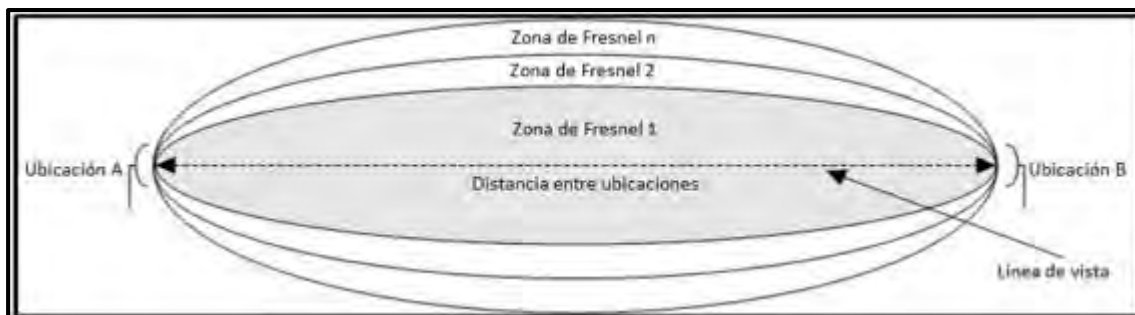 Zona de Fresnel n
Zona de Fresnel 2
Zona de Fresnel 1
Ubicación A
Ubicación B
Distancia entre ubicaciones
Línea de vista